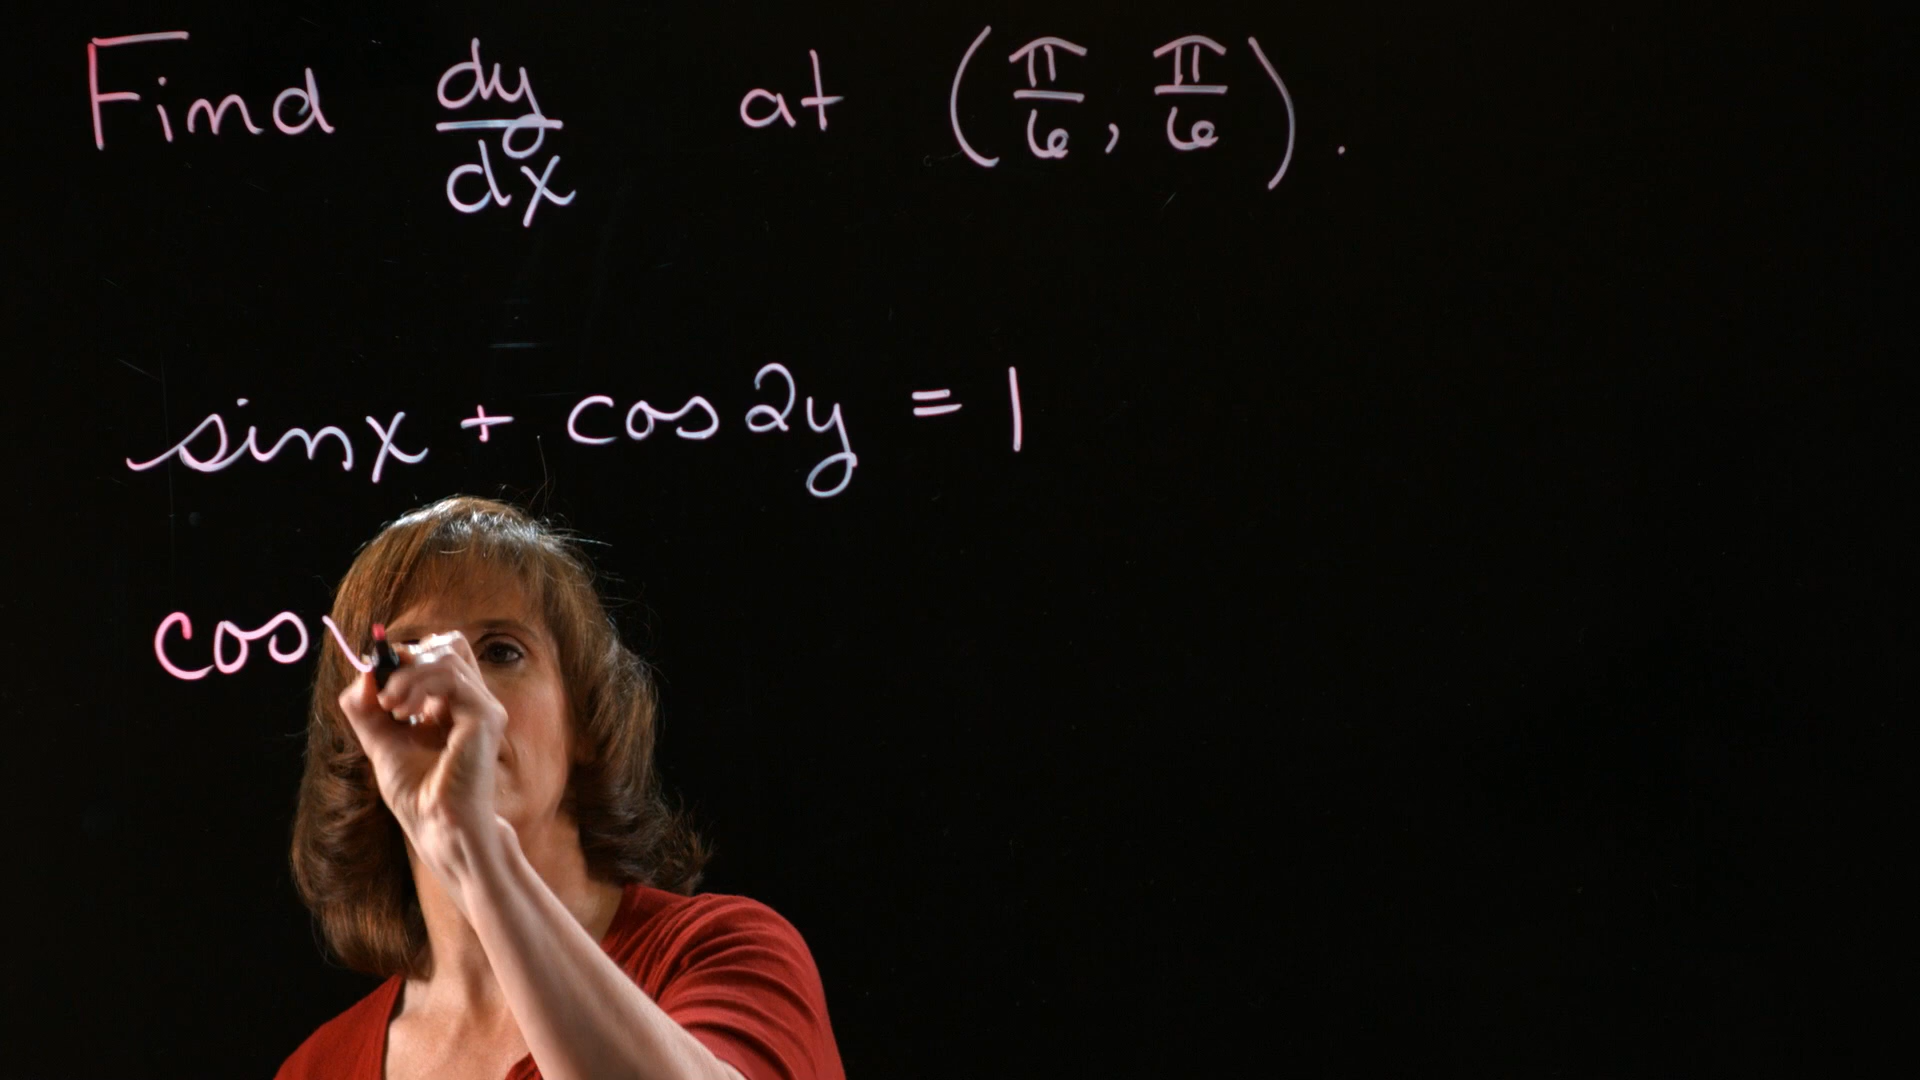 Find dy/dx at (π/6, π/6).
sinx + cos2y = 1
cos